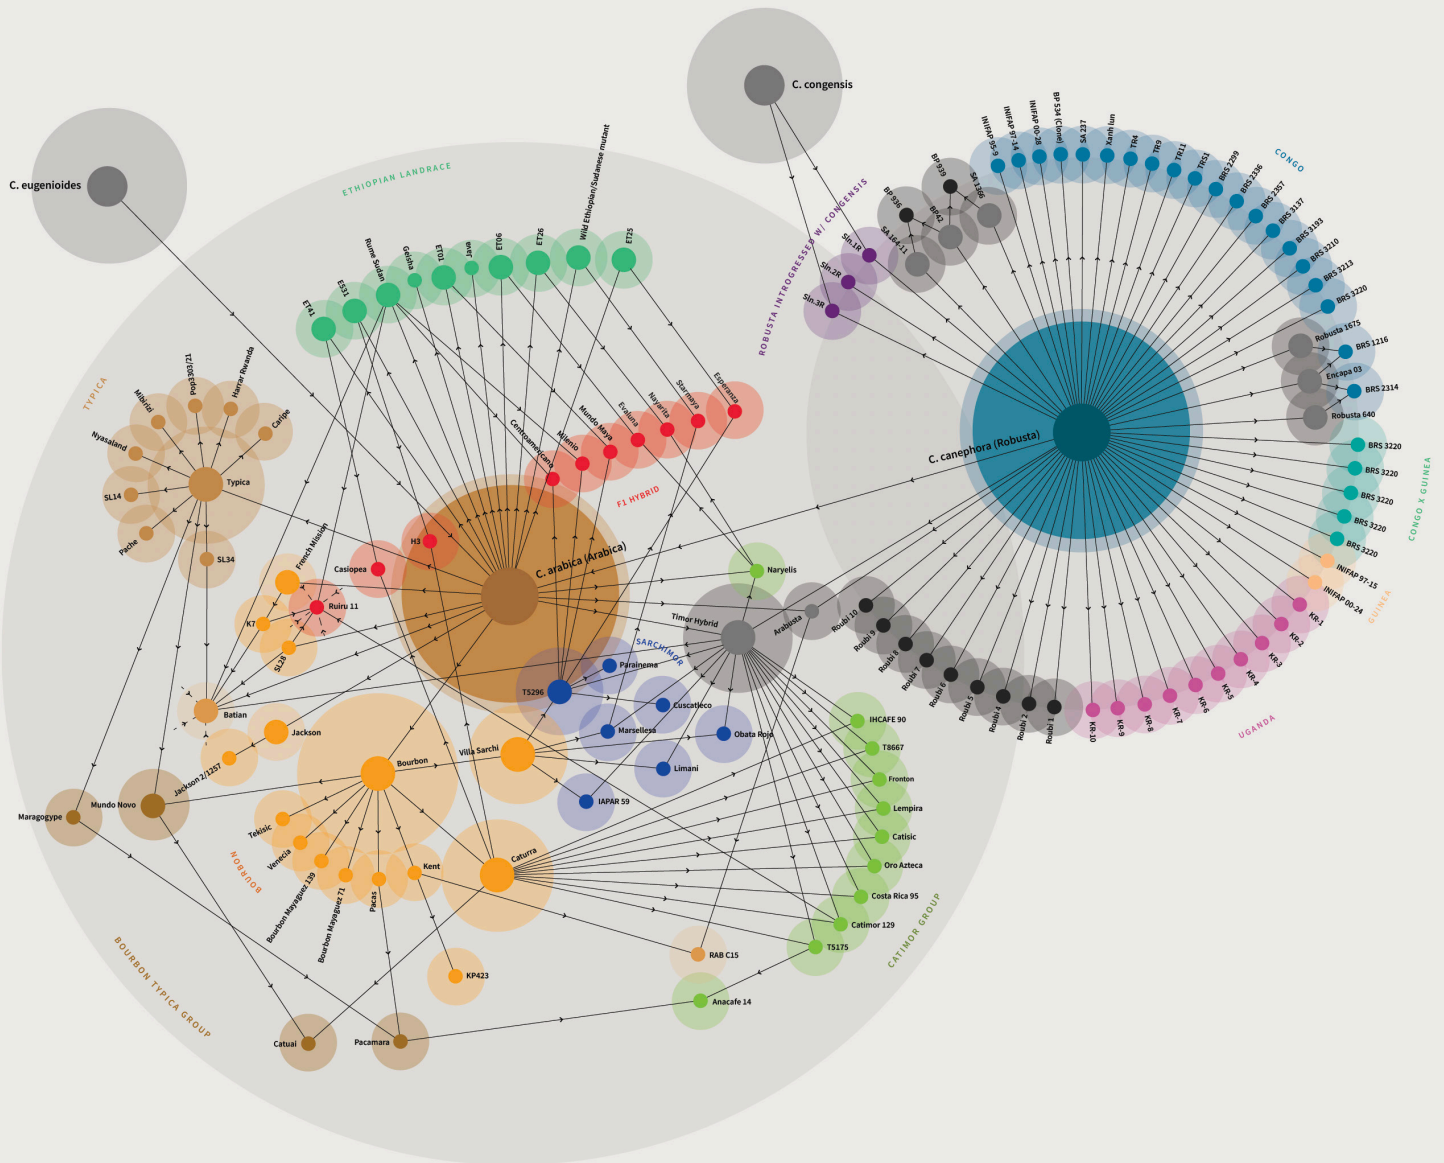 C. eugenioides
C. congensis
ETHIOPIAN LANDRACE
ET41
ES31
Rume Sudan
Geisha
ET01
Java
ET06
ET26
Wild Ethiopian/Sudanese mutant
ET25
ROBUSTA INTROGRESSED W/ CONGENSIS
Sln.1R
Sln.2R
Sln.3R
BP 936
BP 939
SA 164-11
BP42
SA 1366
CONGO
INIFAP 95-9
INIFAP 97-14
INIFAP 00-28
BP 534 (Clone)
SA 237
Xanh lun
TR4
TR9
TR11
TRS1
BRS 2299
BRS 2336
BRS 2357
BRS 3137
BRS 3193
BRS 3210
BRS 3213
BRS 3220
Robusta 1675
BRS 1216
Encapa 03
BRS 2314
Robusta 640
CONGO X GUINEA
BRS 3220
BRS 3220
BRS 3220
BRS 3220
BRS 3220
GUINEA
INIFAP 97-15
INIFAP 00-24
UGANDA
KR-1
KR-2
KR-3
KR-4
KR-5
KR-6
KR-7
KR-8
KR-9
KR-10
Roubi 1
Roubi 2
Roubi 4
Roubi 5
Roubi 6
Roubi 7
Roubi 8
Roubi 9
Roubi 10
C. canephora (Robusta)
TYPICA
Typica
Nyasaland
Mibirizi
Pop3303/21
Harrar Rwanda
Caripe
SL14
Pache
SL34
F1 HYBRID
Centroamericano
Milenio
Mundo Maya
Evaluna
Nayarita
Starmaya
Esperanza
H3
Casiopea
Ruiru 11
C. arabica (Arabica)
French Mission
K7
SL28
Batian
Jackson
Jackson 2/1257
Naryelis
Timor Hybrid
Arabusta
SARCHIMOR
T5296
Parainema
Cuscatleco
Marsellesa
Obata Rojo
Limani
IAPAR 59
Villa Sarchi
Bourbon
Maragogype
Mundo Novo
BOURBON
Tekisic
Venecia
Bourbon Mayaguez 139
Bourbon Mayaguez 71
Pacas
Kent
Caturra
KP423
CATIMOR GROUP
IHCAFE 90
T8667
Fronton
Lempira
Catisic
Oro Azteca
Costa Rica 95
Catimor 129
T5175
RAB C15
Anacafe 14
BOURBON TYPICA GROUP
Catuai
Pacamara